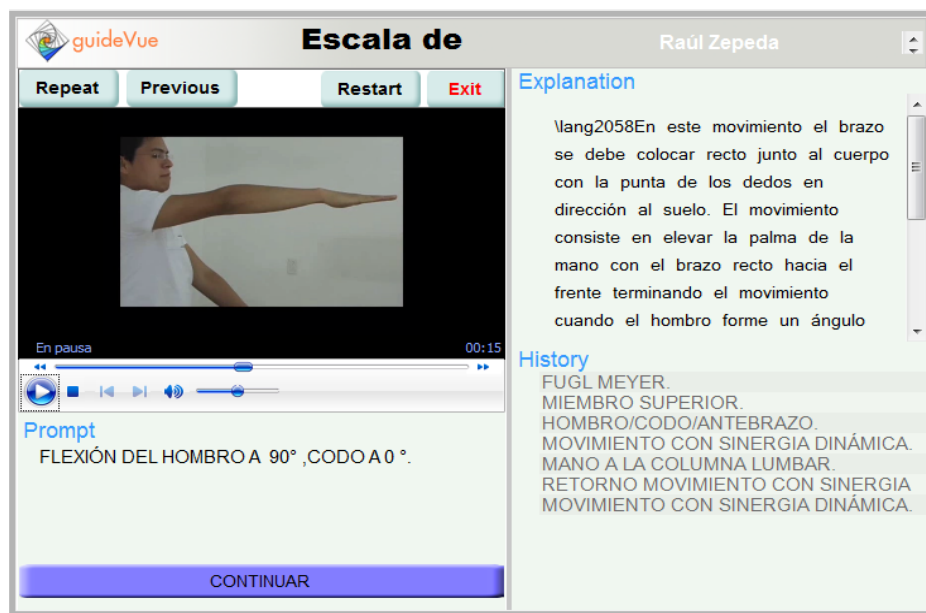 guideVue
Escala de
Raúl Zepeda
Repeat
Previous
Restart
Exit
En pausa
00:15
Prompt
FLEXIÓN DEL HOMBRO A 90° ,CODO A 0 °.
CONTINUAR
Explanation
\lang2058En este movimiento el brazo
se debe colocar recto junto al cuerpo
con la punta de los dedos en
dirección al suelo. El movimiento
consiste en elevar la palma de la
mano con el brazo recto hacia el
frente terminando el movimiento
cuando el hombro forme un ángulo
History
FUGL MEYER.
MIEMBRO SUPERIOR.
HOMBRO/CODO/ANTEBRAZO.
MOVIMIENTO CON SINERGIA DINÁMICA.
MANO A LA COLUMNA LUMBAR.
RETORNO MOVIMIENTO CON SINERGIA
MOVIMIENTO CON SINERGIA DINÁMICA.